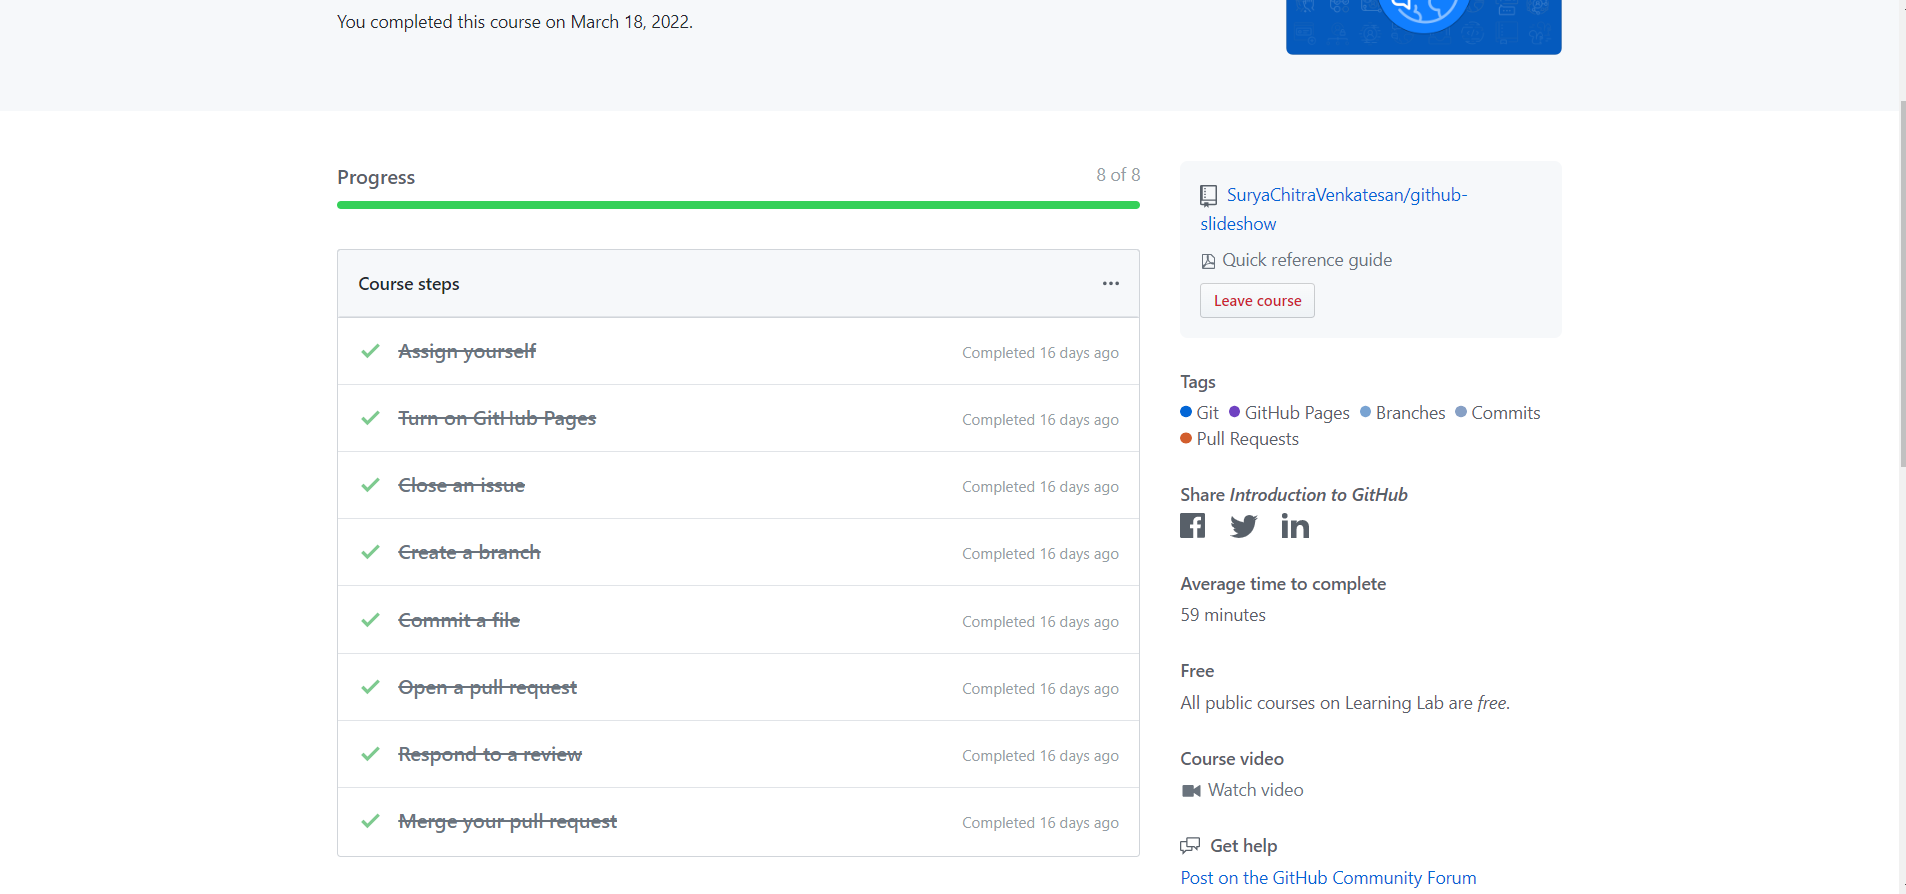 You completed this course on March 18, 2022.
Progress
8 of 8
Course steps
Assign yourself
Completed 16 days ago
Turn on GitHub Pages
Completed 16 days ago
Close an issue
Completed 16 days ago
Create a branch
Completed 16 days ago
Commit a file
Completed 16 days ago
Open a pull request
Completed 16 days ago
Respond to a review
Completed 16 days ago
Merge your pull request
Completed 16 days ago
SuryaChitraVenkatesan/github-
slideshow
Quick reference guide
Leave course
Tags
Git GitHub Pages Branches Commits
Pull Requests
Share Introduction to GitHub
Average time to complete
59 minutes
Free
All public courses on Learning Lab are free.
Course video
Watch video
Get help
Post on the GitHub Community Forum